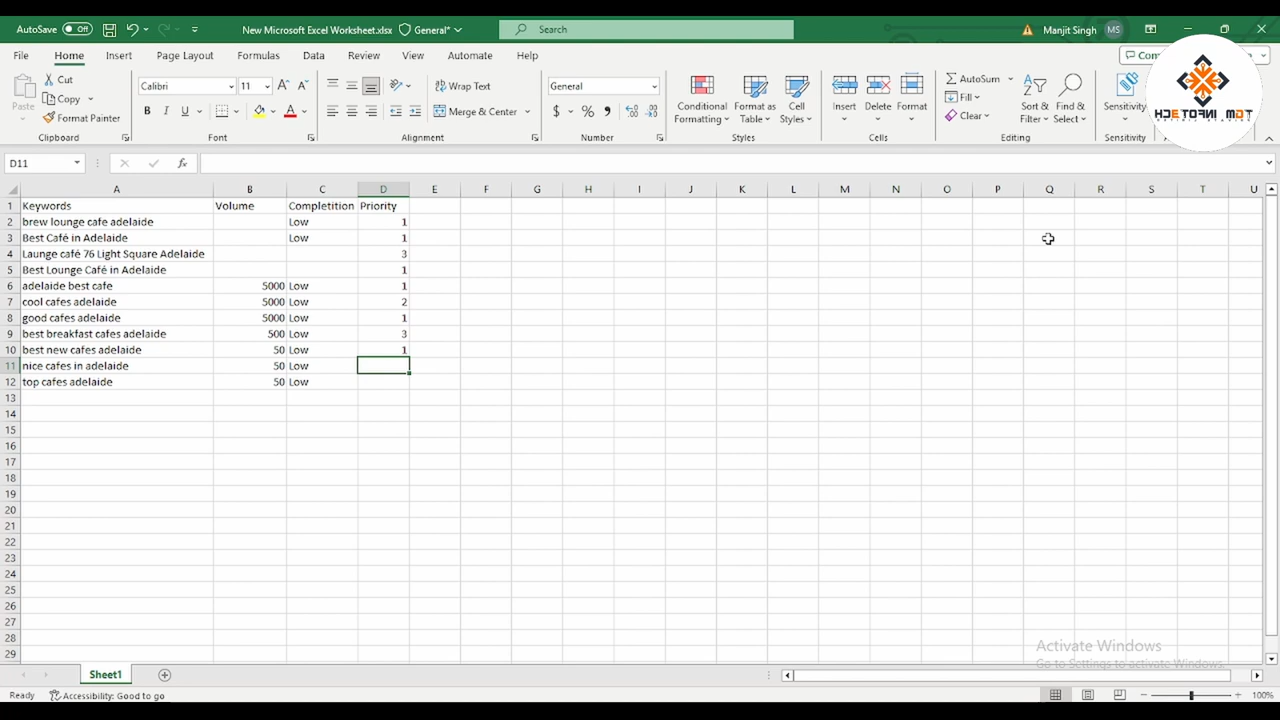 AutoSave Off New Microsoft Excel Worksheet.xlsx General* Search Manjit Singh MS
File Home Insert Page Layout Formulas Data Review View Automate Help
Paste Cut Calibri 11 Wrap Text General Conditional Formatting Format as Table Cell Styles Insert Delete Format AutoSum Sort & Filter Find & Select Sensitivity
Copy Fill
Format Painter B I U A Merge & Center $ % Clear
Clipboard Font Alignment Number Styles Cells Editing Sensitivity
D11 fx
A B C D E F G H I J K L M N O P Q R S T U
1 Keywords Volume Completition Priority
2 brew lounge cafe adelaide Low 1
3 Best Café in Adelaide Low 1
4 Launge café 76 Light Square Adelaide 3
5 Best Lounge Café in Adelaide 1
6 adelaide best cafe 5000 Low 1
7 cool cafes adelaide 5000 Low 2
8 good cafes adelaide 5000 Low 1
9 best breakfast cafes adelaide 500 Low 3
10 best new cafes adelaide 50 Low 1
11 nice cafes in adelaide 50 Low
12 top cafes adelaide 50 Low
13
14
15
16
17
18
19
20
21
22
23
24
25
26
27
28
29
Activate Windows
Go to Settings to activate Windows.
Sheet1
Ready Accessibility: Good to go 100%